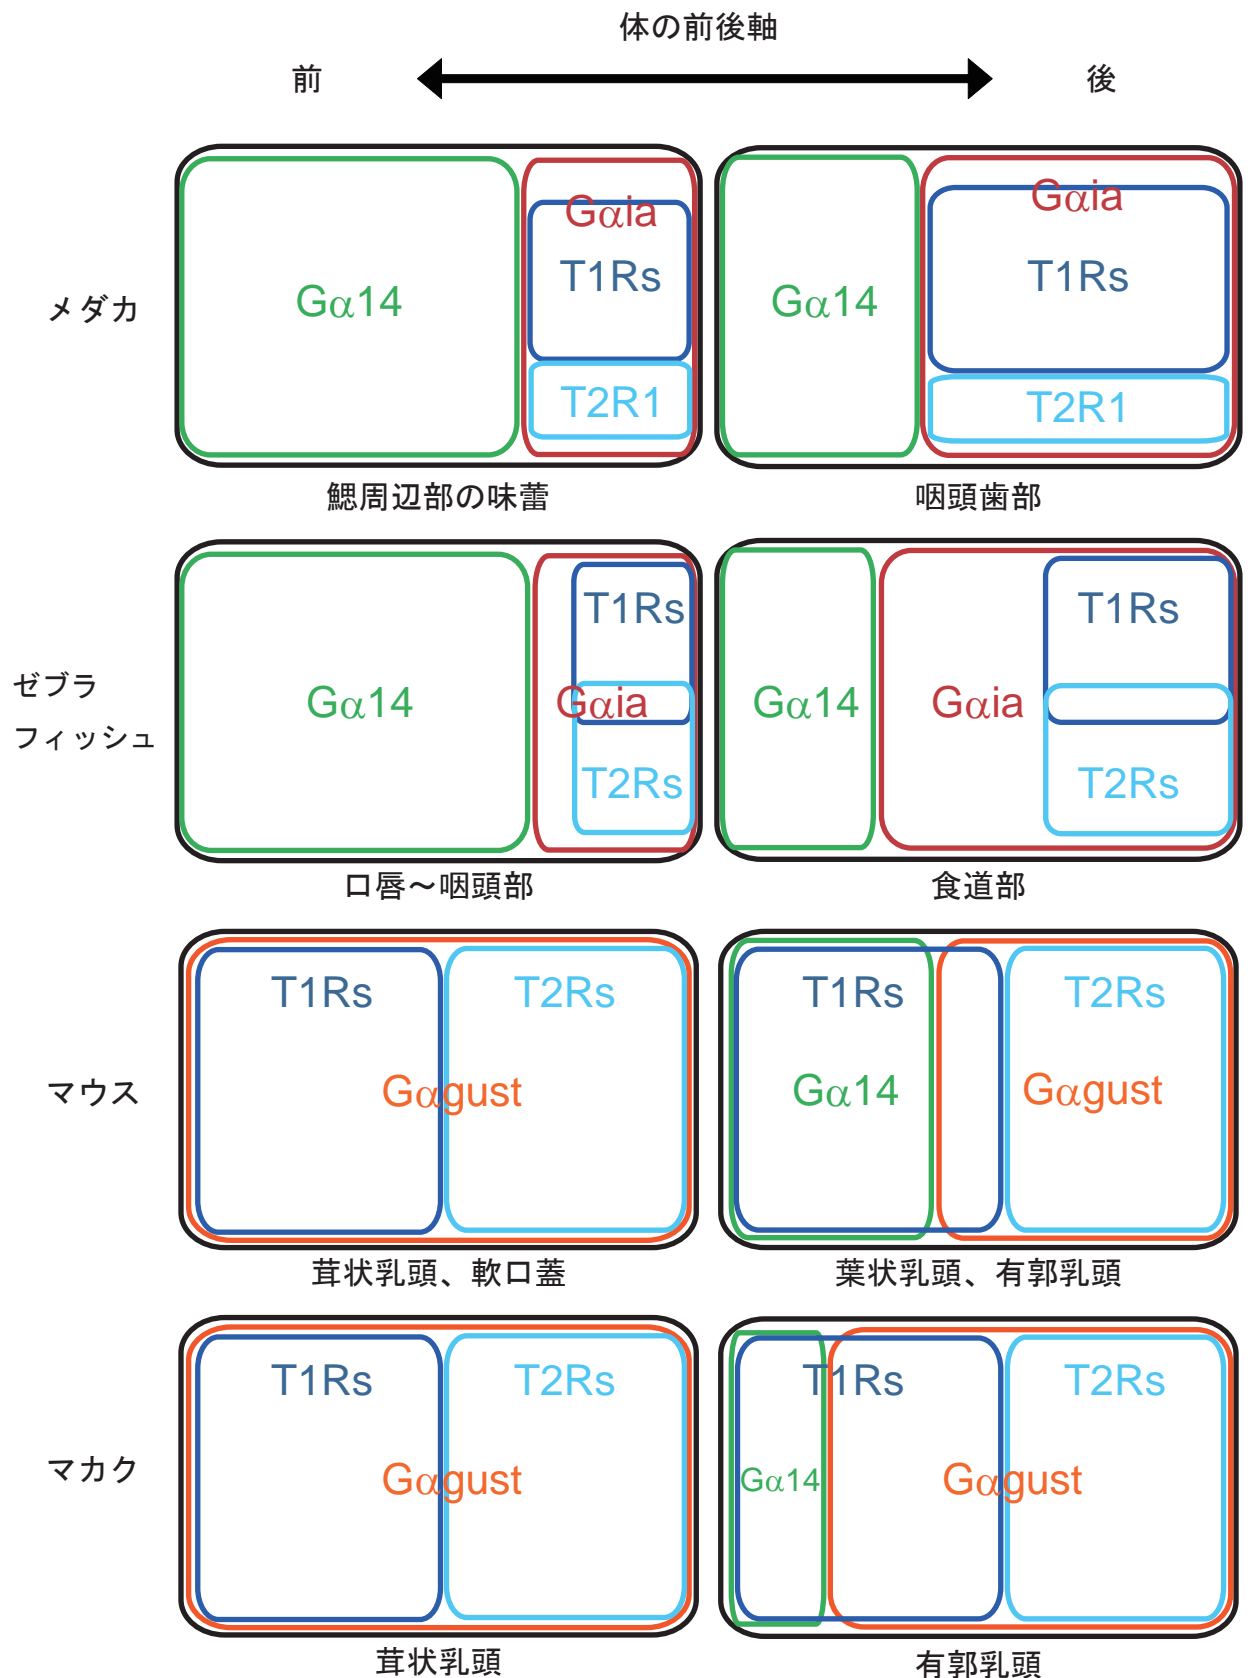 体の前後軸
前
後
メダカ
Gα14
Gαia
T1Rs
T2R1
Gα14
Gαia
T1Rs
T2R1
鰓周辺部の味蕾
咽頭歯部
ゼブラ
フィッシュ
Gα14
T1Rs
Gαia
T2Rs
Gα14
Gαia
T1Rs
T2Rs
口唇～咽頭部
食道部
マウス
T1Rs
T2Rs
Gαgust
T1Rs
T2Rs
Gα14
Gαgust
茸状乳頭、軟口蓋
葉状乳頭、有郭乳頭
マカク
T1Rs
T2Rs
Gαgust
T1Rs
T2Rs
Gα14
Gαgust
茸状乳頭
有郭乳頭